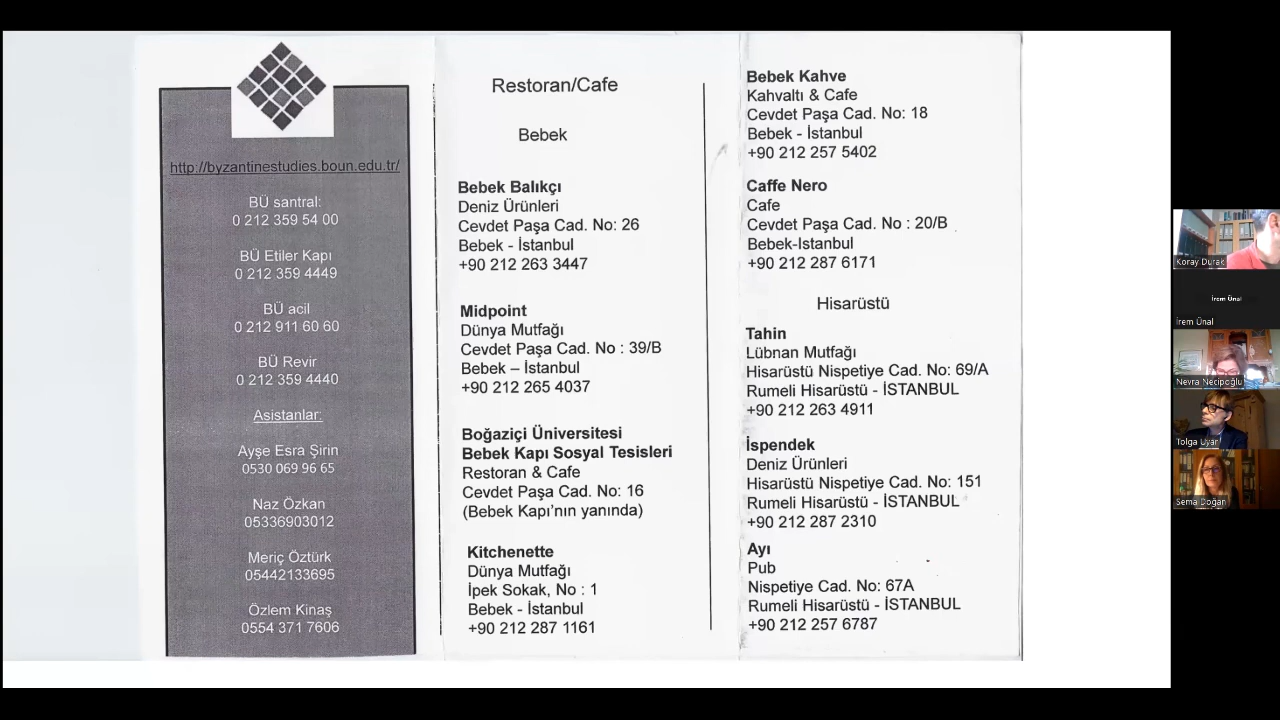 http://byzantinestudies.boun.edu.tr/
BÜ santral:
0 212 359 54 00
BÜ Etiler Kapı
0 212 359 4449
BÜ acil
0 212 911 60 60
BÜ Revir
0 212 359 4440
Asistanlar:
Ayşe Esra Şirin
0530 069 96 65
Naz Özkan
05336903012
Meriç Öztürk
05442133695
Özlem Kınaş
0554 371 7606
Restoran/Cafe
Bebek
Bebek Balıkçı
Deniz Ürünleri
Cevdet Paşa Cad. No: 26
Bebek - İstanbul
+90 212 263 3447
Midpoint
Dünya Mutfağı
Cevdet Paşa Cad. No : 39/B
Bebek – İstanbul
+90 212 265 4037
Boğaziçi Üniversitesi
Bebek Kapı Sosyal Tesisleri
Restoran & Cafe
Cevdet Paşa Cad. No: 16
(Bebek Kapı'nın yanında)
Kitchenette
Dünya Mutfağı
İpek Sokak, No : 1
Bebek - İstanbul
+90 212 287 1161
Bebek Kahve
Kahvaltı & Cafe
Cevdet Paşa Cad. No: 18
Bebek - İstanbul
+90 212 257 5402
Caffe Nero
Cafe
Cevdet Paşa Cad. No : 20/B
Bebek-Istanbul
+90 212 287 6171
Hisarüstü
Tahin
Lübnan Mutfağı
Hisarüstü Nispetiye Cad. No: 69/A
Rumeli Hisarüstü - İSTANBUL
+90 212 263 4911
İspendek
Deniz Ürünleri
Hisarüstü Nispetiye Cad. No: 151
Rumeli Hisarüstü - İSTANBUL
+90 212 287 2310
Ayı
Pub
Nispetiye Cad. No: 67A
Rumeli Hisarüstü - İSTANBUL
+90 212 257 6787
Koray Durak
İrem Ünal
İrem Ünal
Nevra Necipoğlu
Tolga Uyar
Sema Doğan